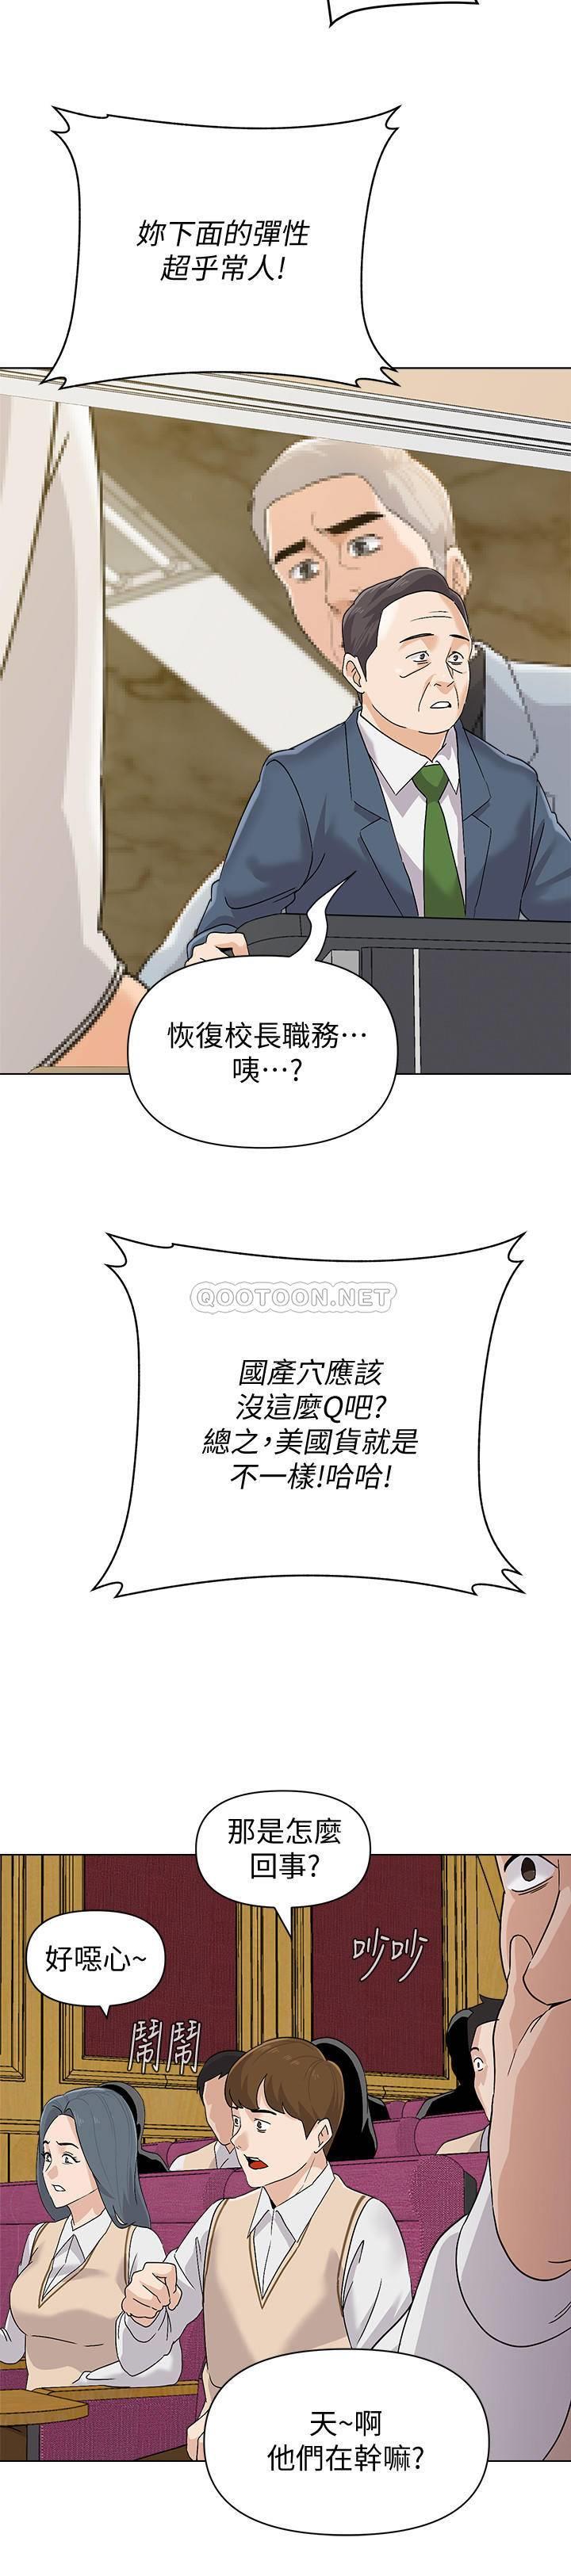 妳下面的彈性
超乎常人!
恢復校長職務…
咦…?
QOOTOON.NET
國產穴應該
沒這麼Q吧?
總之,美國貨就是
不一樣!哈哈!
那是怎麼
回事?
好噁心~
吵吵
鬧鬧
天~啊
他們在幹嘛?